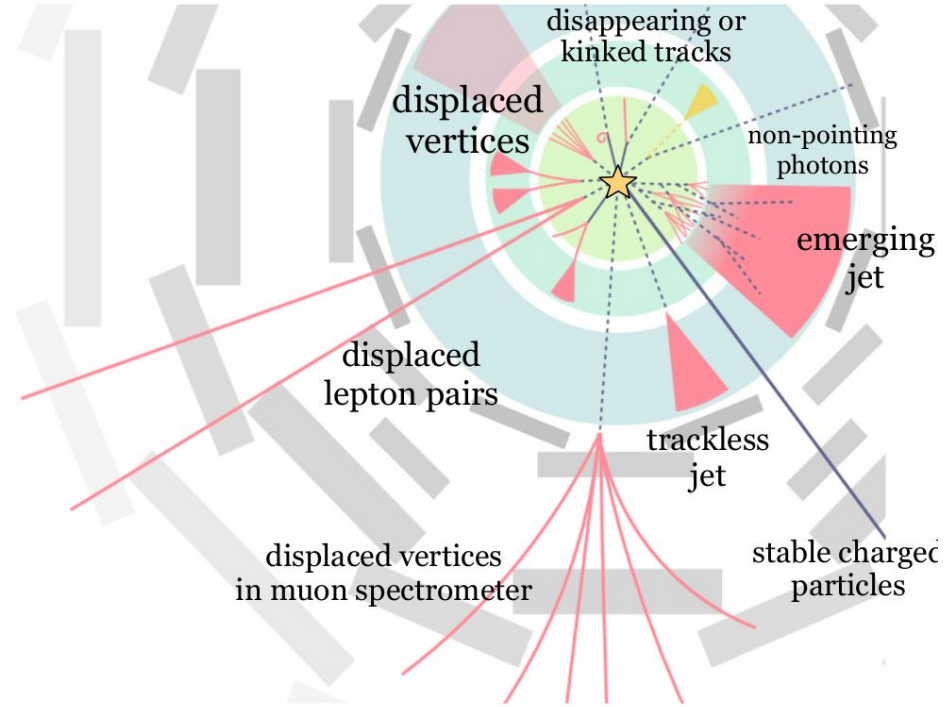 disappearing or
kinked tracks
displaced
vertices
non-pointing
photons
emerging
jet
displaced
lepton pairs
trackless
jet
displaced vertices
in muon spectrometer
stable charged
particles